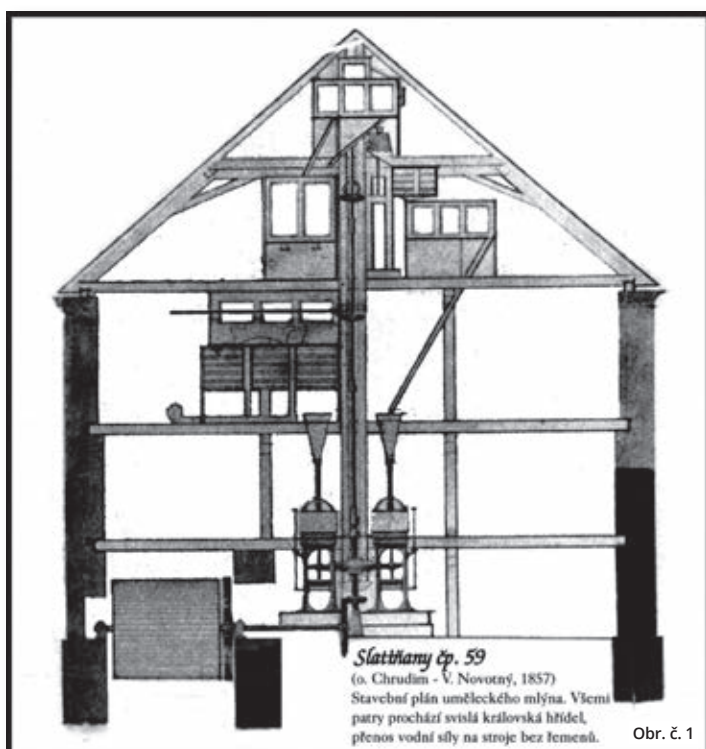 Slatiňany čp. 59
(o. Chrudim - V. Novotný, 1857)
Stavební plán uměleckého mlýna. Všemi
patry prochází svislá královská hřídel,
přenos vodní síly na stroje bez řemenů.
Obr. č. 1